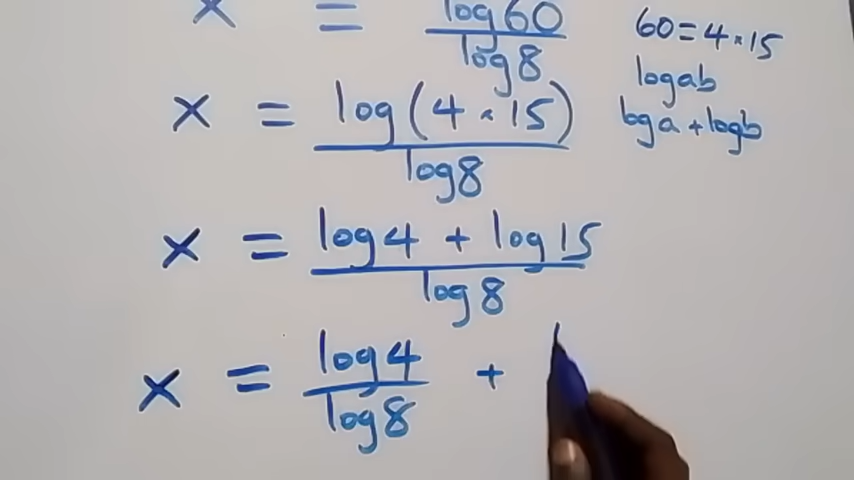 x = log60 / log8
60 = 4 × 15
logab
loga + logb
x = log(4 × 15) / log8
x = log4 + log15 / log8
x = log4 / log8 +